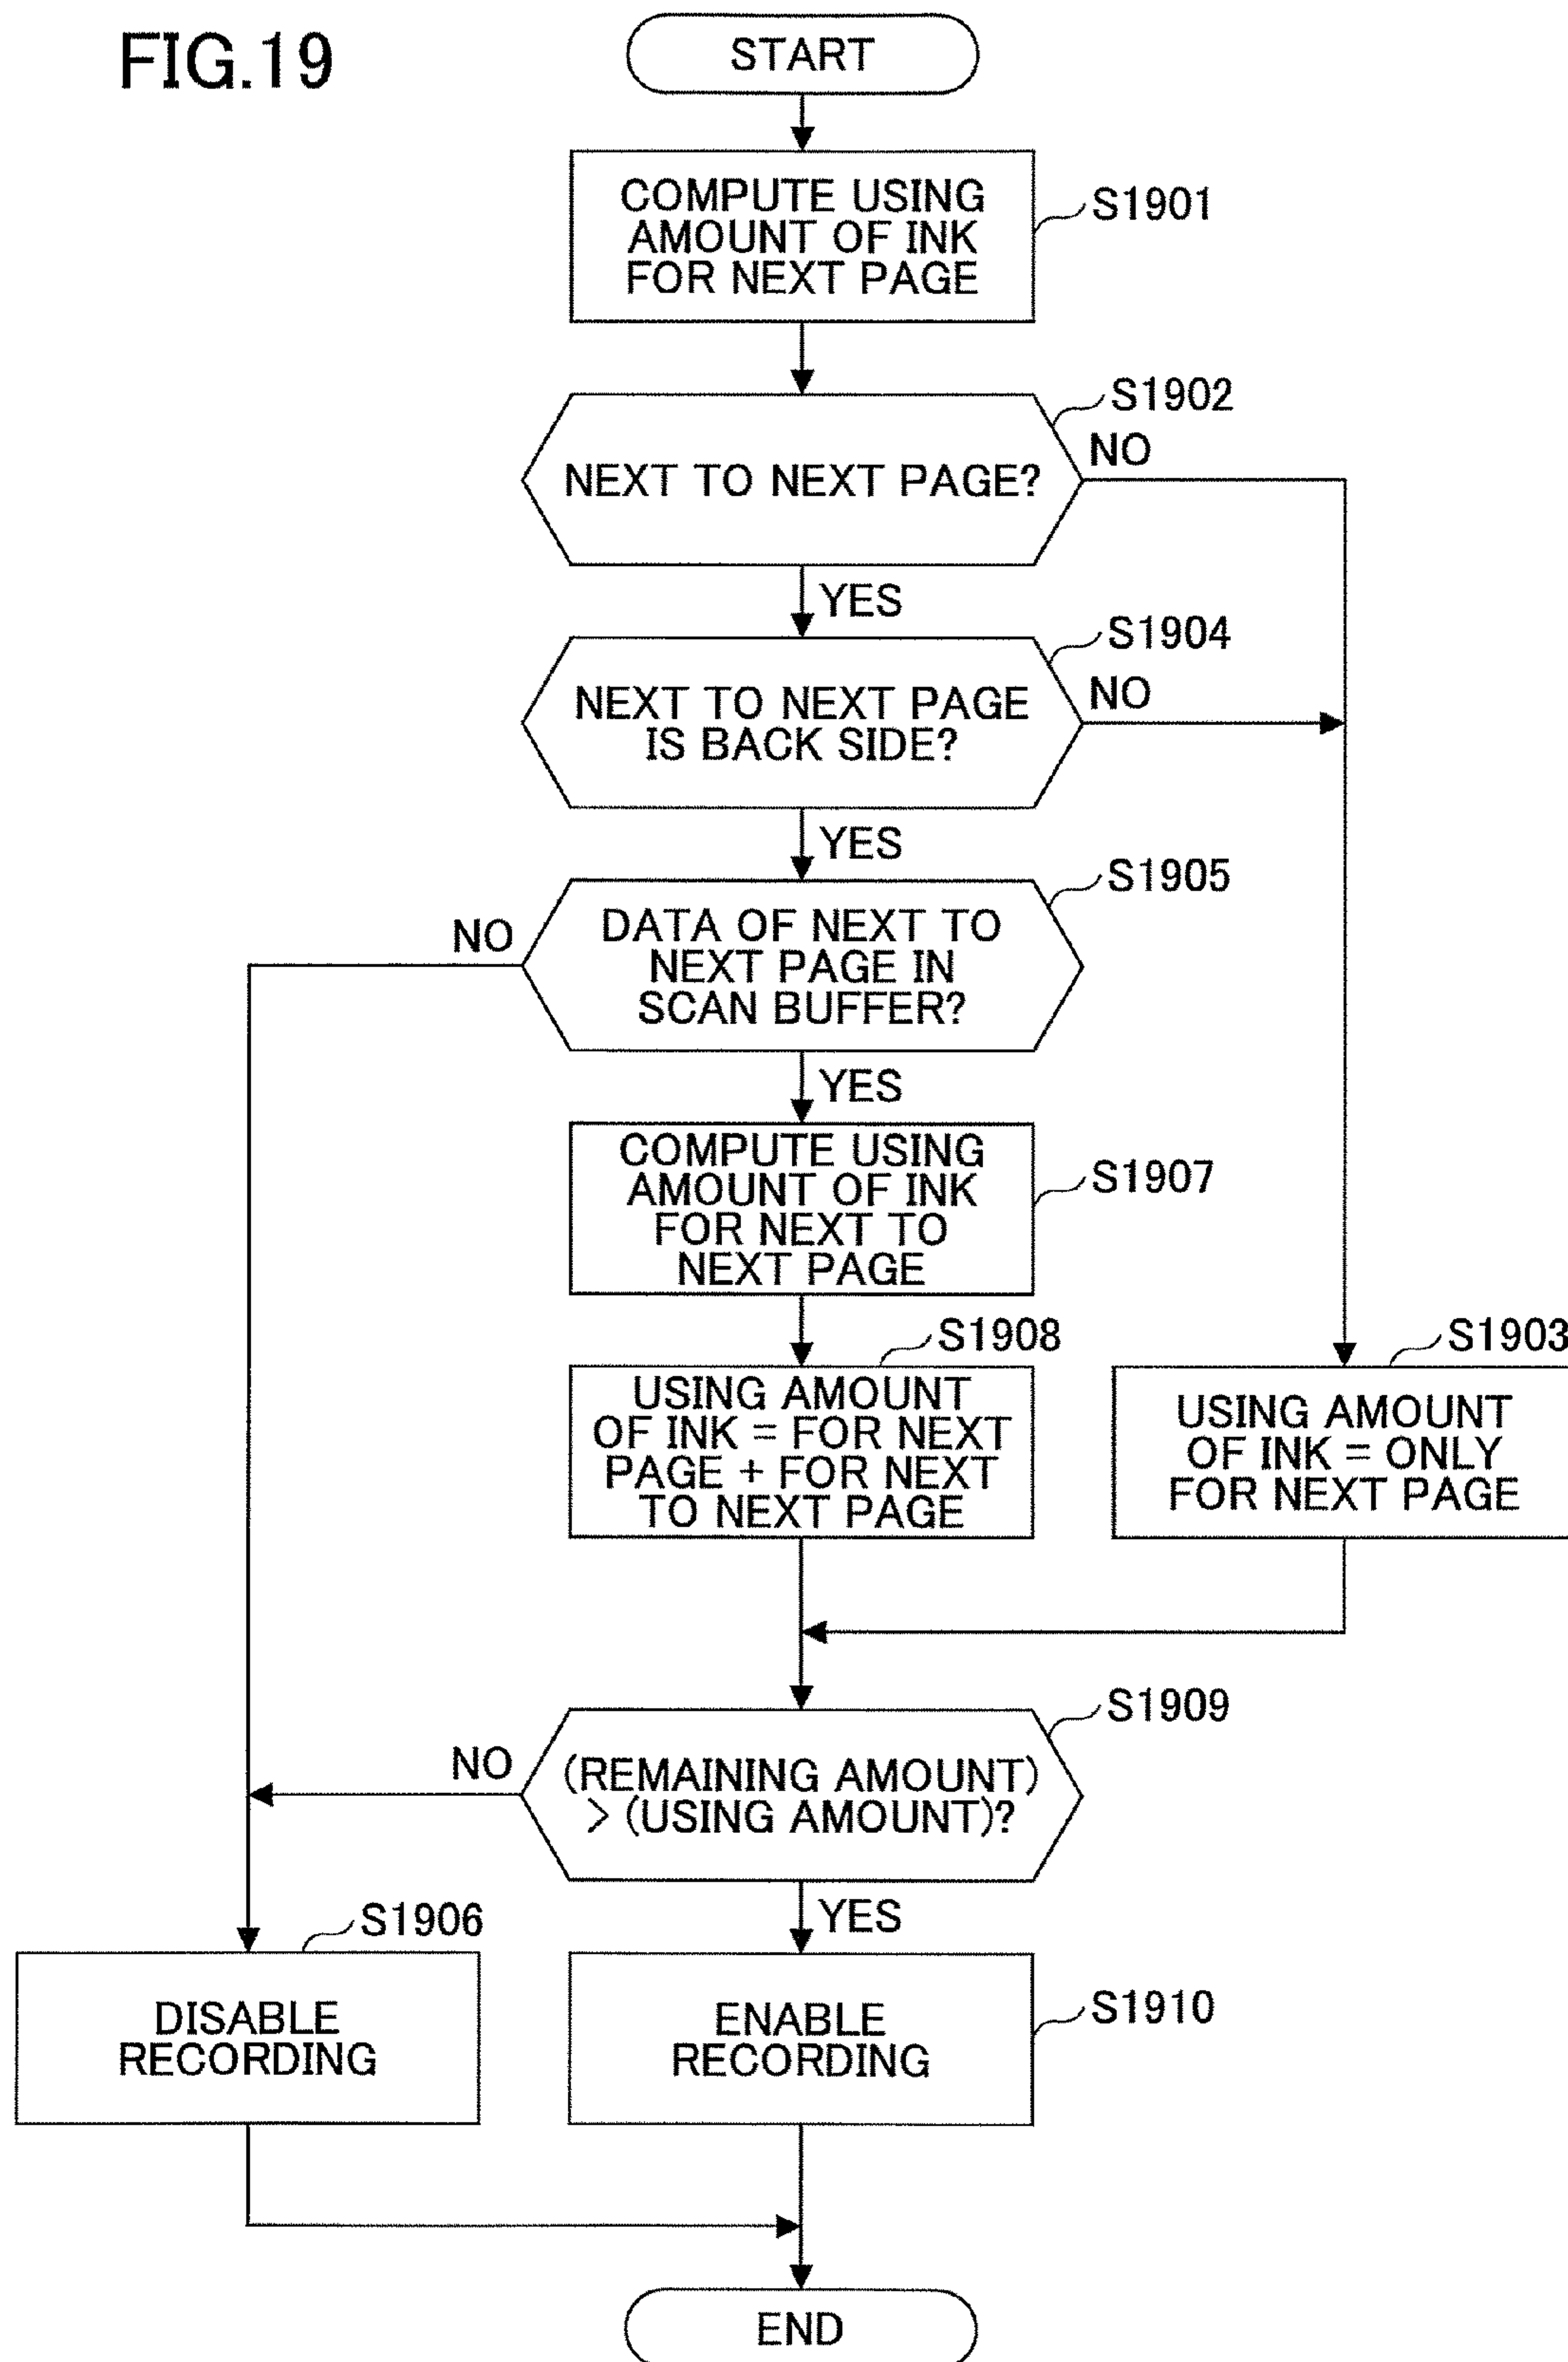 FIG.19
START
COMPUTE USING
AMOUNT OF INK
FOR NEXT PAGE
S1901
S1902
NEXT TO NEXT PAGE?
NO
YES
S1904
NEXT TO NEXT PAGE
IS BACK SIDE?
NO
YES
S1905
DATA OF NEXT TO
NEXT PAGE IN
SCAN BUFFER?
NO
YES
COMPUTE USING
AMOUNT OF INK
FOR NEXT TO
NEXT PAGE
S1907
S1908
USING AMOUNT
OF INK = FOR NEXT
PAGE + FOR NEXT
TO NEXT PAGE
S1903
USING AMOUNT
OF INK = ONLY
FOR NEXT PAGE
S1909
(REMAINING AMOUNT)
> (USING AMOUNT)?
NO
YES
S1906
DISABLE
RECORDING
ENABLE
RECORDING
S1910
END